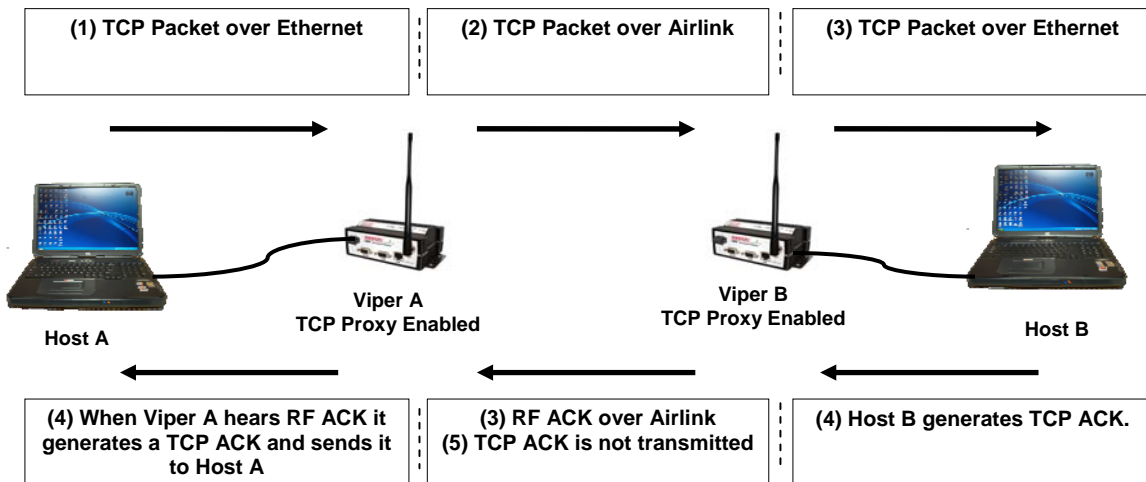 (1) TCP Packet over Ethernet
(2) TCP Packet over Airlink
(3) TCP Packet over Ethernet
Host A
Viper A
TCP Proxy Enabled
Viper B
TCP Proxy Enabled
Host B
(4) When Viper A hears RF ACK it
generates a TCP ACK and sends it
to Host A
(3) RF ACK over Airlink
(5) TCP ACK is not transmitted
(4) Host B generates TCP ACK.